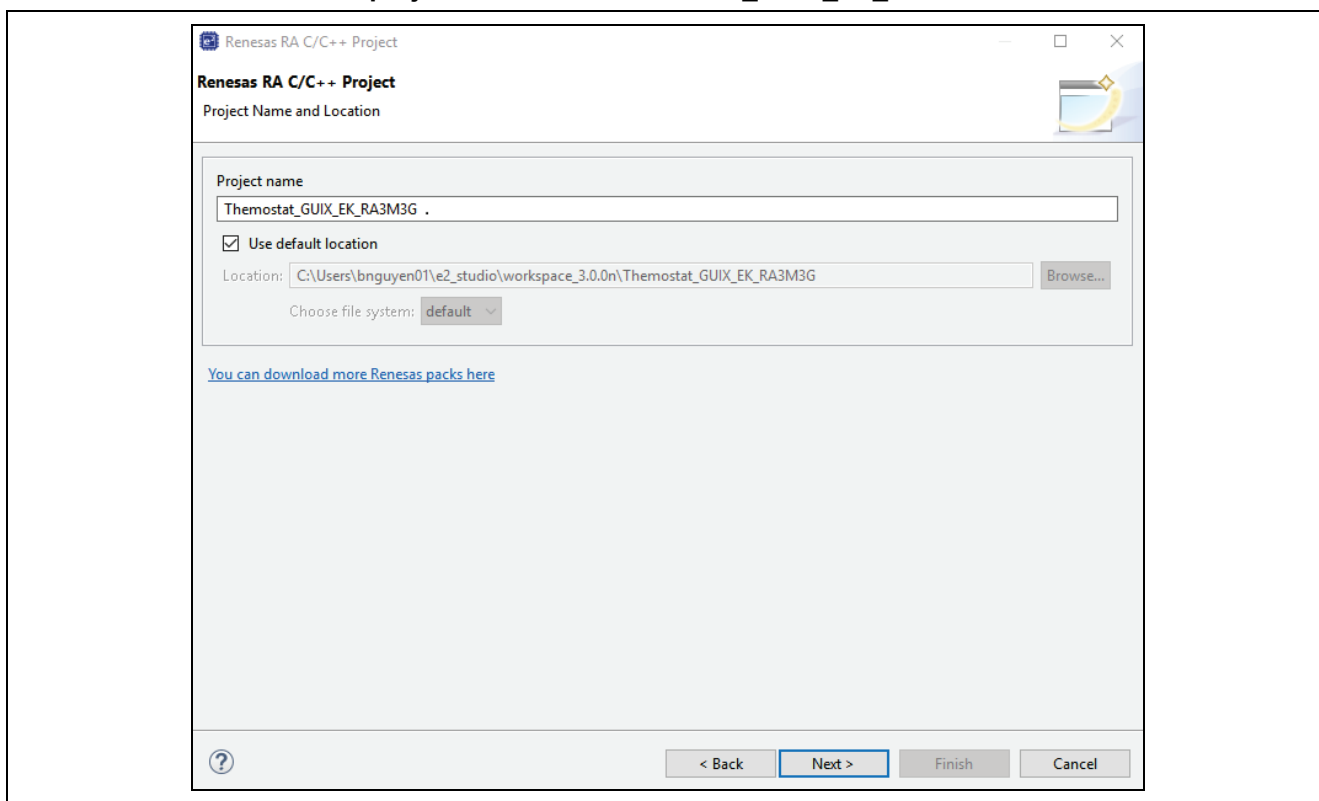 Renesas RA C/C++ Project
Renesas RA C/C++ Project
Project Name and Location
Project name
Themostat_GUIX_EK_RA3M3G .
Use default location
Location: C:\Users\bnguyen01\e2_studio\workspace_3.0.0n\Themostat_GUIX_EK_RA3M3G Browse...
Choose file system: default
You can download more Renesas packs here
? < Back Next > Finish Cancel